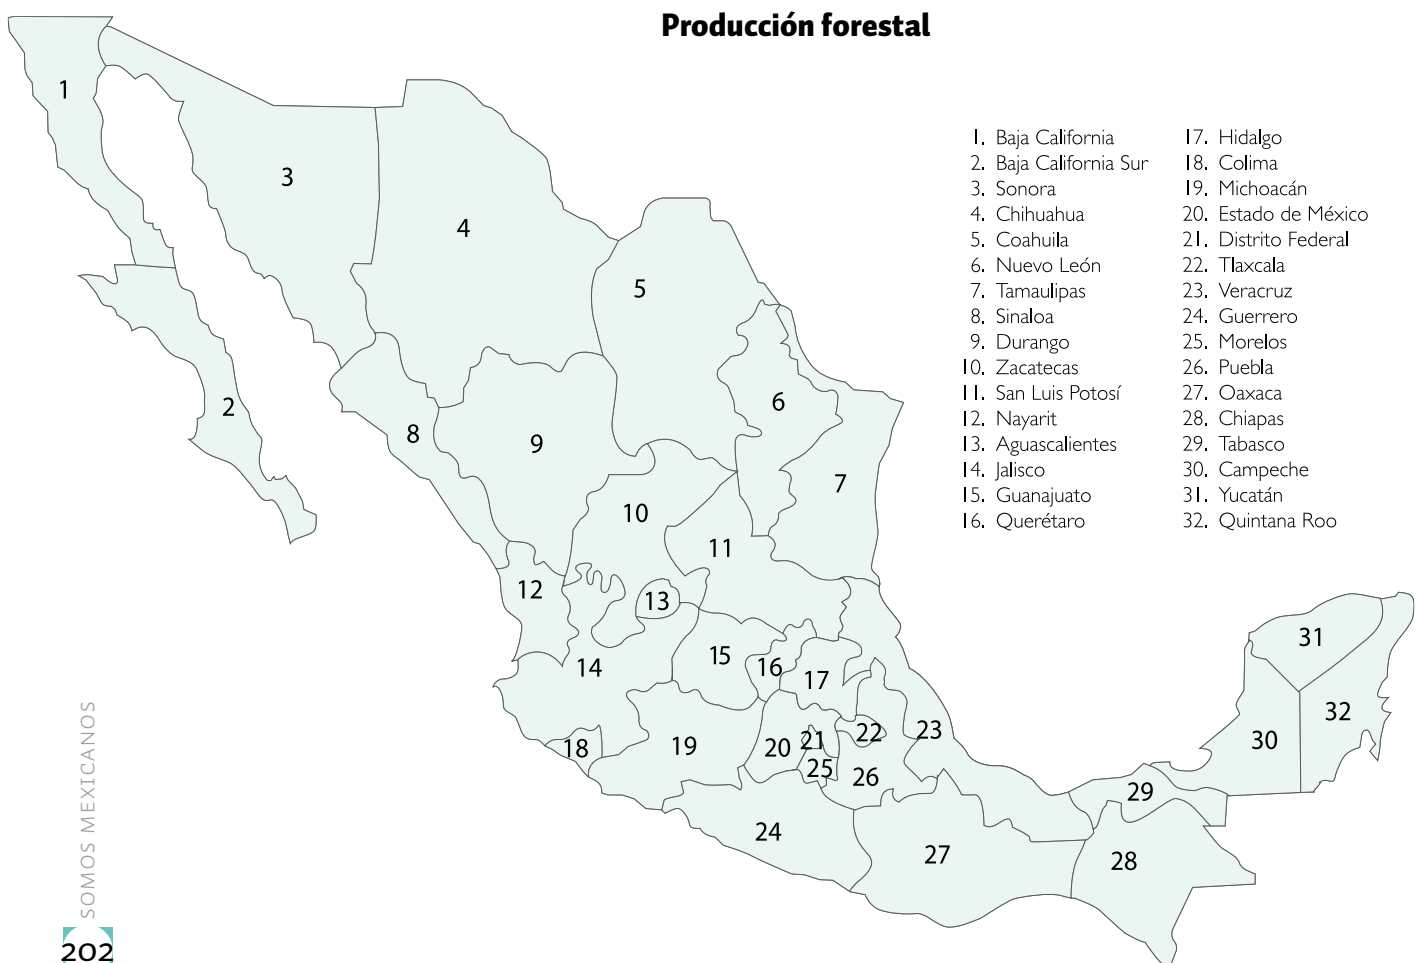 Producción forestal
1. Baja California
2. Baja California Sur
3. Sonora
4. Chihuahua
5. Coahuila
6. Nuevo León
7. Tamaulipas
8. Sinaloa
9. Durango
10. Zacatecas
11. San Luis Potosí
12. Nayarit
13. Aguascalientes
14. Jalisco
15. Guanajuato
16. Querétaro
17. Hidalgo
18. Colima
19. Michoacán
20. Estado de México
21. Distrito Federal
22. Tlaxcala
23. Veracruz
24. Guerrero
25. Morelos
26. Puebla
27. Oaxaca
28. Chiapas
29. Tabasco
30. Campeche
31. Yucatán
32. Quintana Roo
1
2
3
4
5
6
7
8
9
10
11
12
13
14
15
16
17
18
19
20
21
22
23
24
25
26
27
28
29
30
31
32
SOMOS MEXICANOS
202